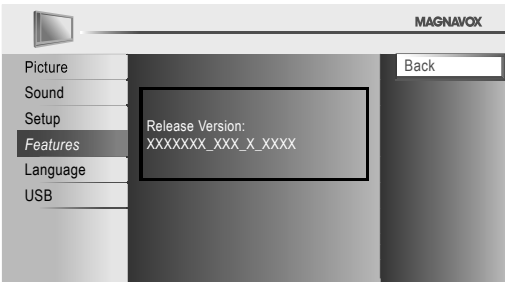 MAGNAVOX
Picture
Sound
Setup
Features
Language
USB
Release Version:
XXXXXXX_XXX_X_XXXX
Back